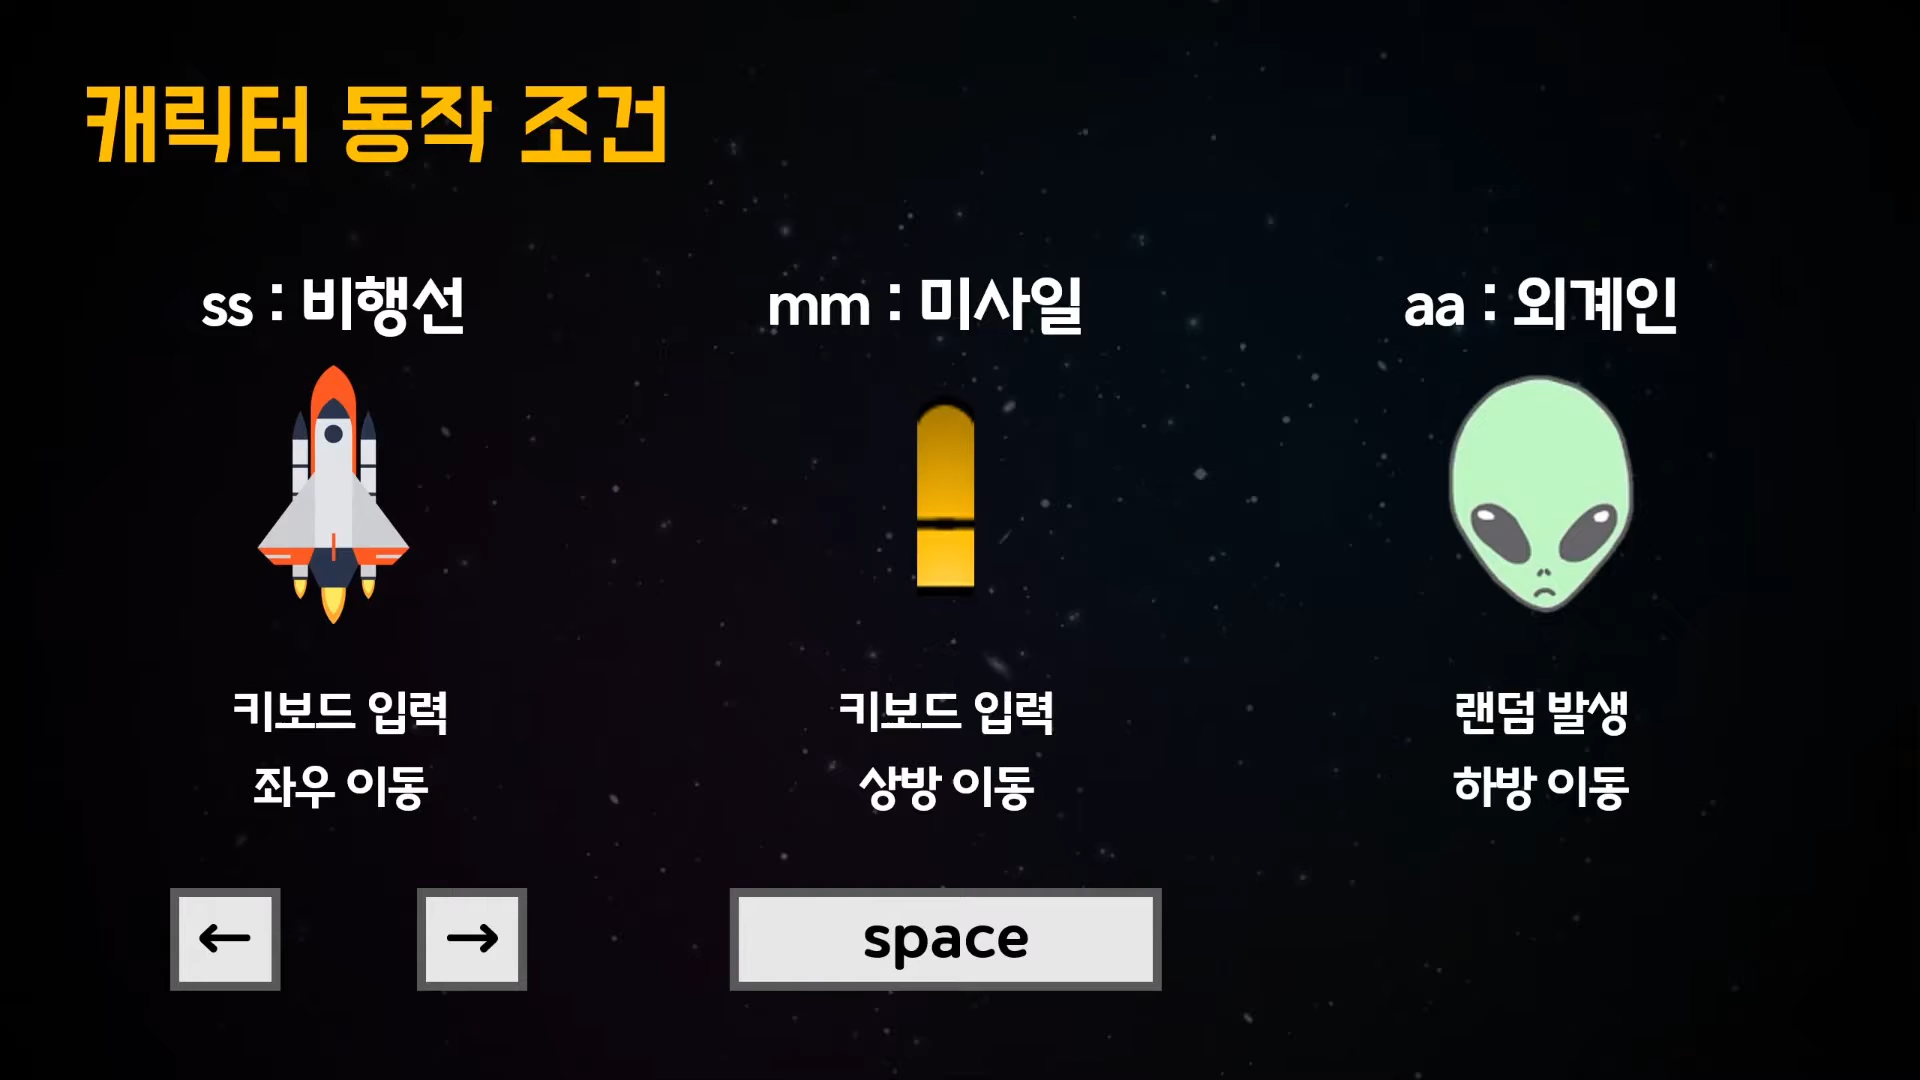 캐릭터 동작 조건
ss : 비행선
mm : 미사일
aa : 외계인
키보드 입력
좌우 이동
키보드 입력
상방 이동
랜덤 발생
하방 이동
←
→
space